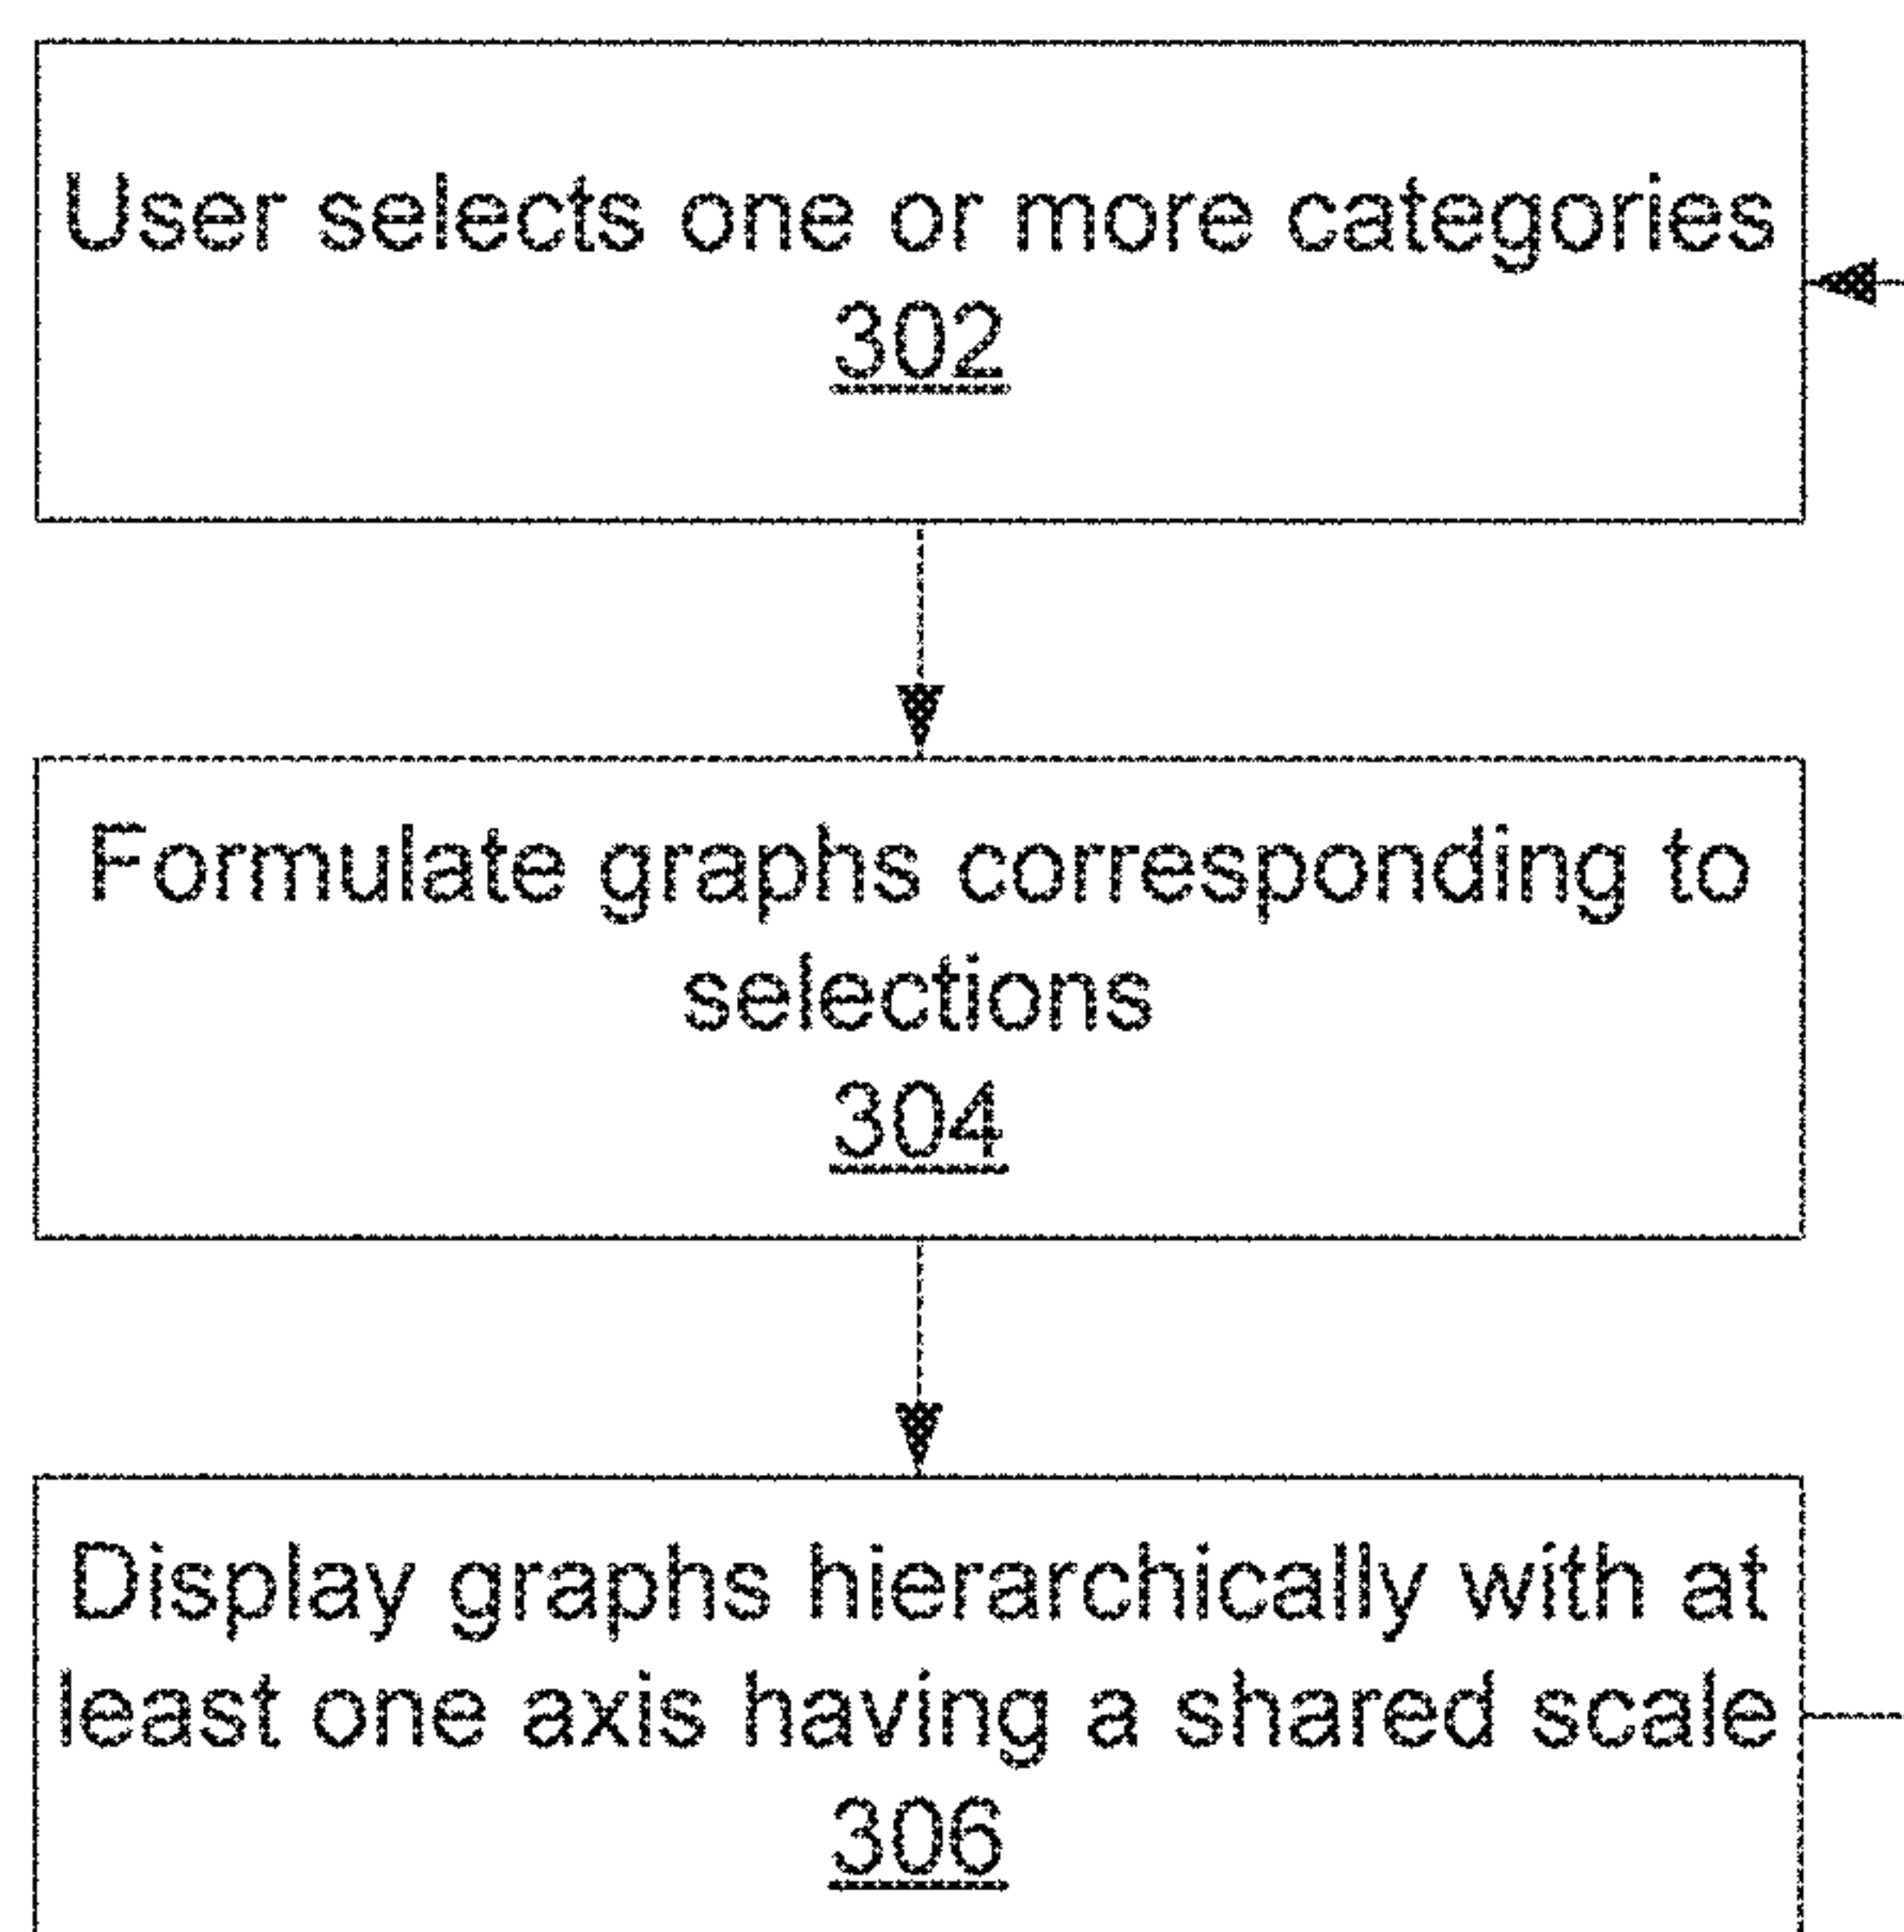 User selects one or more categories
302
Formulate graphs corresponding to
selections
304
Display graphs hierarchically with at
least one axis having a shared scale
306